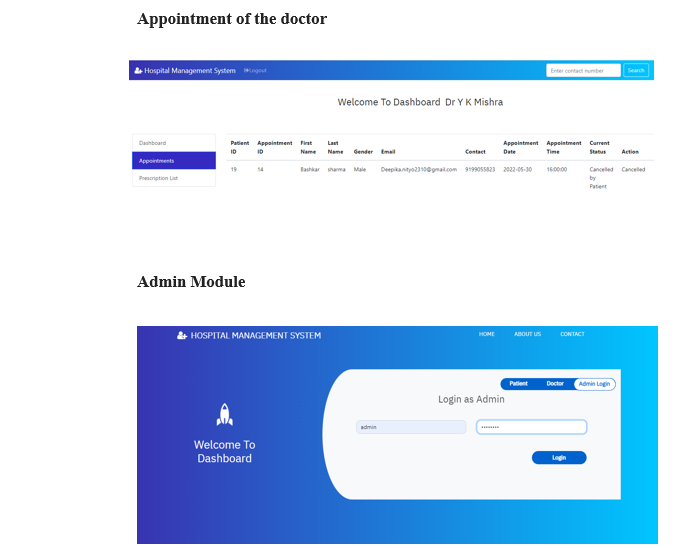 Appointment of the doctor
Hospital Management System Logout Enter contact number Search
Welcome To Dashboard Dr Y K Mishra
Dashboard
Appointments
Prescription List
Patient ID Appointment ID First Name Last Name Gender Email Contact Appointment Date Appointment Time Current Status Action
19 14 Bashkar sharma Male Deepika.nityo2310@gmail.com 9199055823 2022-05-30 16:00:00 Cancelled by Patient Cancelled
Admin Module
HOSPITAL MANAGEMENT SYSTEM HOME ABOUT US CONTACT
Patient Doctor Admin Login
Login as Admin
admin ········
Login
Welcome To
Dashboard